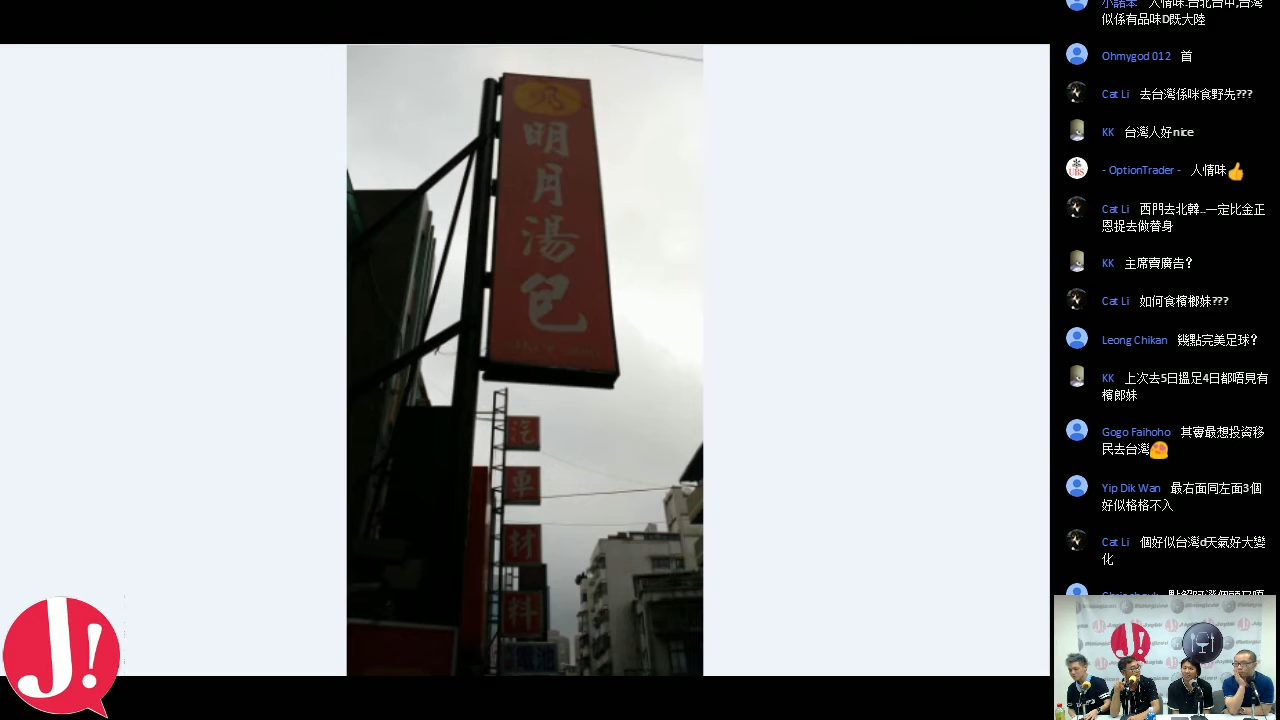 明月湯包
汽車材料
J!
小諾本 人情味.台北台中,台灣
似係有品味D既大陸
Ohmygod 012 首
Cat Li 去台灣係咪食野先???
KK 台灣人好nice
UBS
- OptionTrader - 人情味👍
Cat Li 西門去北韓..一定比金正
恩捉去做替身
KK 主席賣廣告?
Cat Li 如何食檳榔妹???
Leong Chikan 幾點完美足球?
KK 上次去5日搵足4日都唔見有
檳郎妹
Gogo Faihoho 其實最想投資移
民去台灣😍
Yip Dik Wan 最右面同左面3個
好似格格不入
Cat Li 個好似台灣d天氣好大變
化
J!